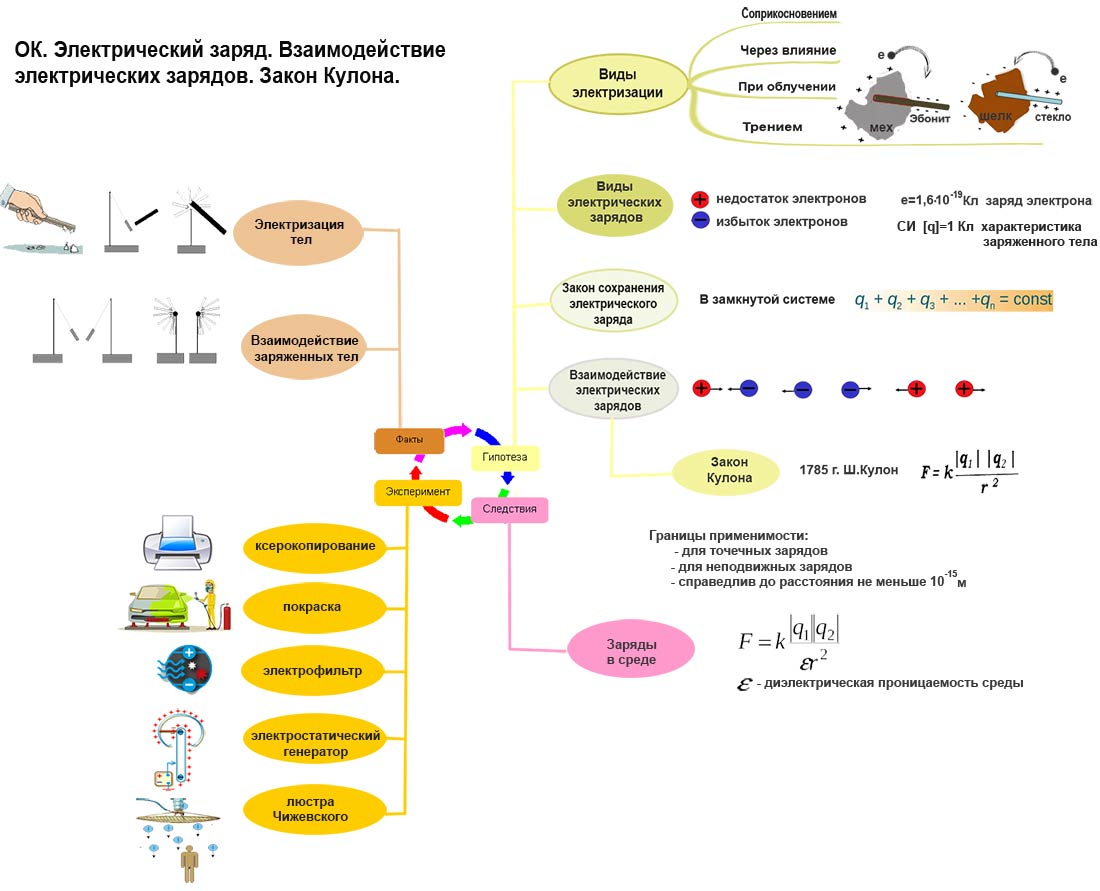 ОК. Электрический заряд. Взаимодействие
электрических зарядов. Закон Кулона.
Электризация
тел
Взаимодействие
заряженных тел
Факты
Гипотеза
Эксперимент
Следствия
Виды
электризации
Соприкосновением
Через влияние
При облучении
Трением
e
мех
Эбонит
e
шелк
стекло
Виды
электрических
зарядов
+ недостаток электронов
− избыток электронов
e=1,6·10⁻¹⁹Кл заряд электрона
СИ [q]=1 Кл характеристика
заряженного тела
Закон сохранения
электрического
заряда
В замкнутой системе q₁ + q₂ + q₃ + ... +qₙ = const
Взаимодействие
электрических
зарядов
+ − − − + +
Закон
Кулона
1785 г. Ш.Кулон
F = k |q₁| |q₂| / r²
Границы применимости:
- для точечных зарядов
- для неподвижных зарядов
- справедлив до расстояния не меньше 10⁻¹⁵м
Заряды
в среде
F = k |q₁||q₂| / εr²
ε - диэлектрическая проницаемость среды
ксерокопирование
покраска
электрофильтр
электростатический
генератор
люстра
Чижевского